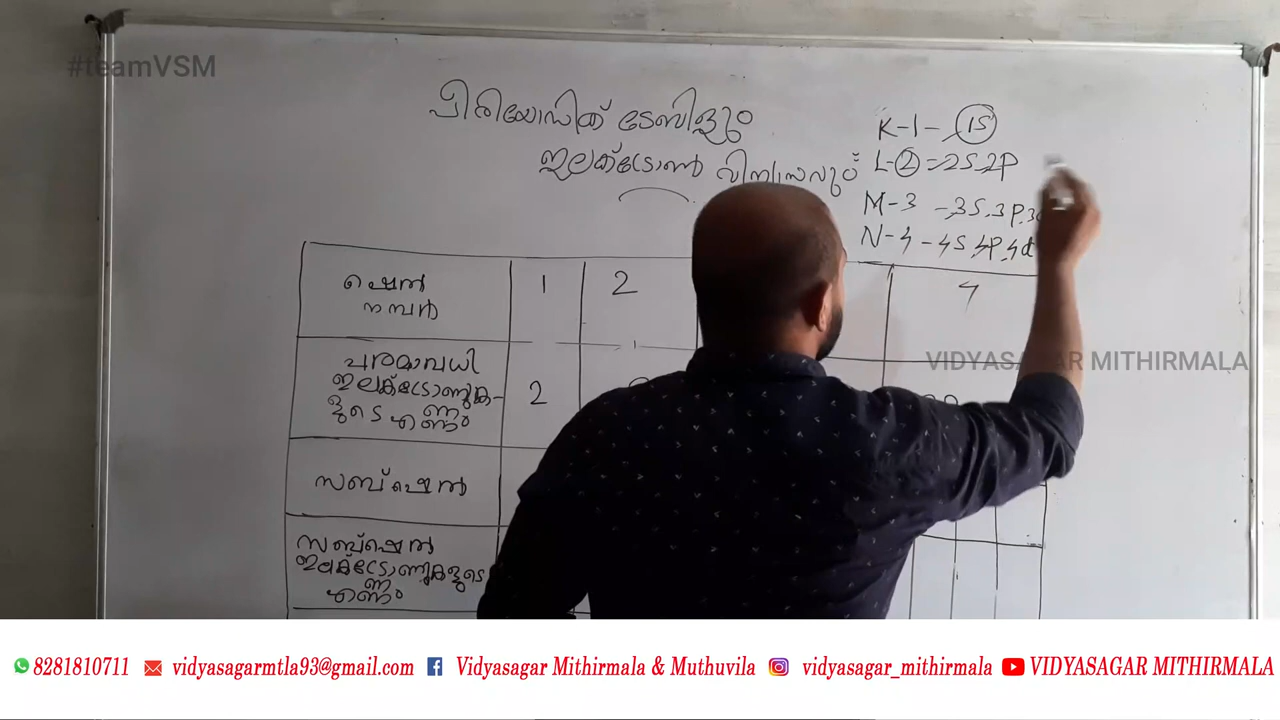 #teamVSM
പീരിയോഡിക് ടേബിളും
ഇലക്ട്രോൺ വിന്യാസവും
K-1- 1S
L-2=2S,2P
M-3 -3S,3P,3d
N-4-4S,4P,4d
ഷെൽ 1 2 4
നമ്പർ
VIDYASAGAR MITHIRMALA
പരമാവധി
ഇലക്ട്രോണുക- 2
ളുടെ എണ്ണം
സബ്ഷെൽ
സബ്ഷെൽ
ഇലക്ട്രോണുകളുടെ
എണ്ണം
8281810711 vidyasagarmtla93@gmail.com Vidyasagar Mithirmala & Muthuvila vidyasagar_mithirmala VIDYASAGAR MITHIRMALA